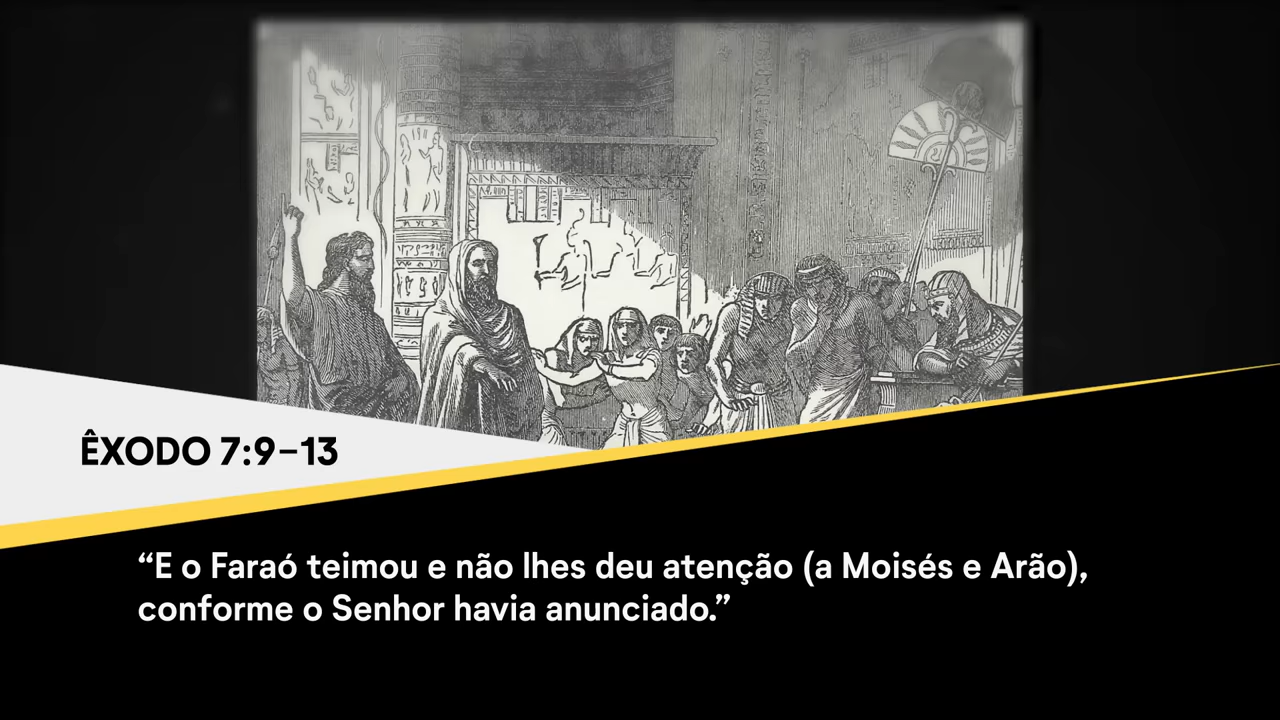 ÊXODO 7:9–13
“E o Faraó teimou e não lhes deu atenção (a Moisés e Arão),
conforme o Senhor havia anunciado.”